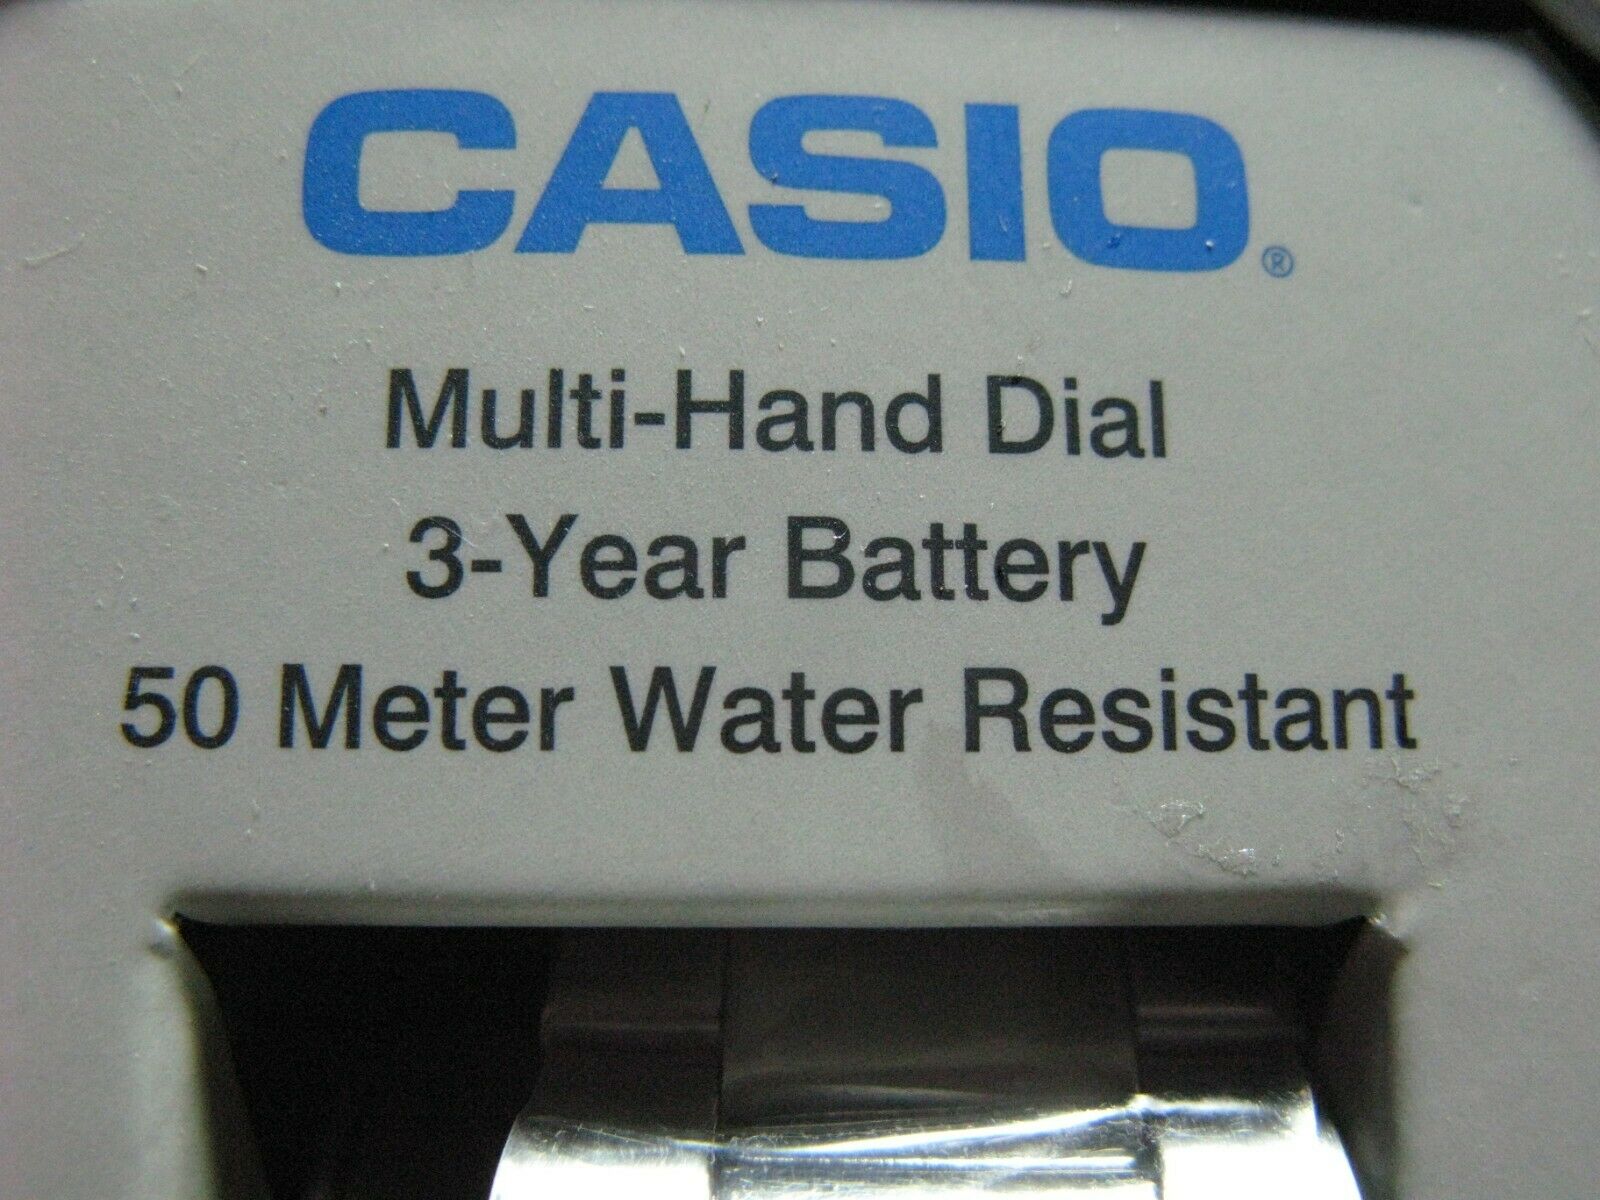 CASIO®
Multi-Hand Dial
3-Year Battery
50 Meter Water Resistant